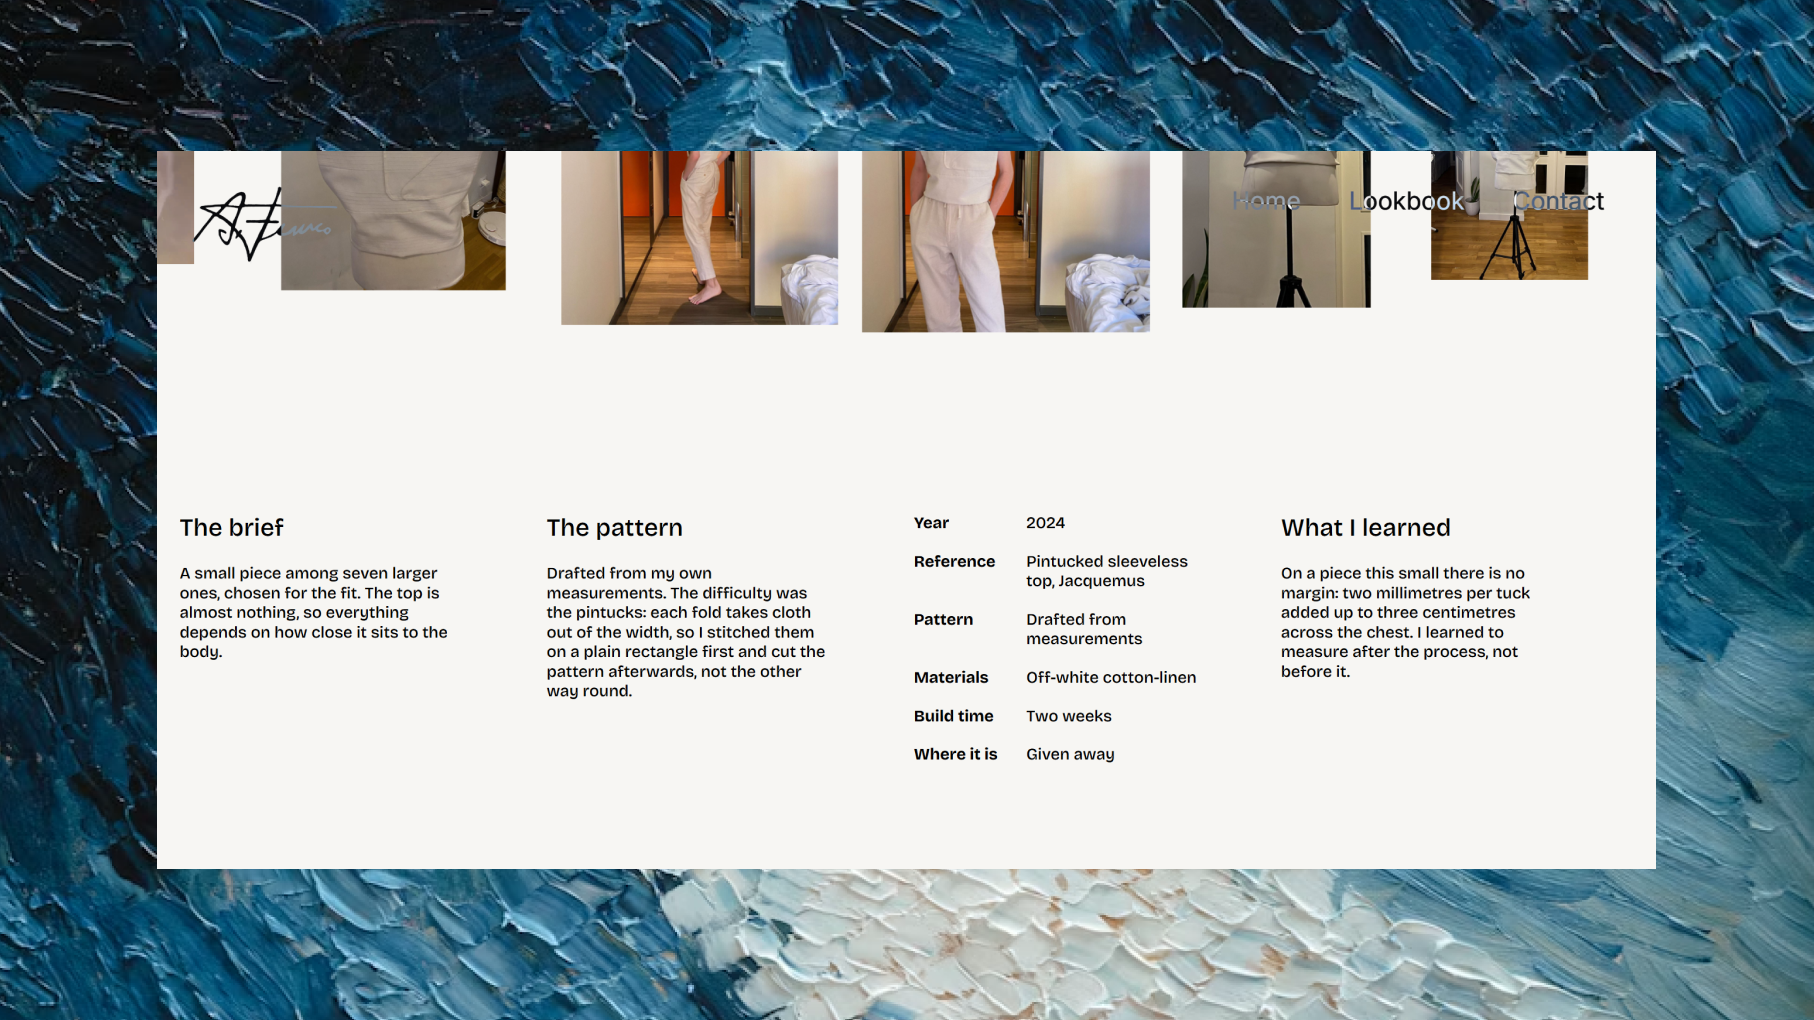 Home Lookbook Contact
The brief
A small piece among seven larger
ones, chosen for the fit. The top is
almost nothing, so everything
depends on how close it sits to the
body.
The pattern
Drafted from my own
measurements. The difficulty was
the pintucks: each fold takes cloth
out of the width, so I stitched them
on a plain rectangle first and cut the
pattern afterwards, not the other
way round.
Year 2024
Reference Pintucked sleeveless
top, Jacquemus
Pattern Drafted from
measurements
Materials Off-white cotton-linen
Build time Two weeks
Where it is Given away
What I learned
On a piece this small there is no
margin: two millimetres per tuck
added up to three centimetres
across the chest. I learned to
measure after the process, not
before it.